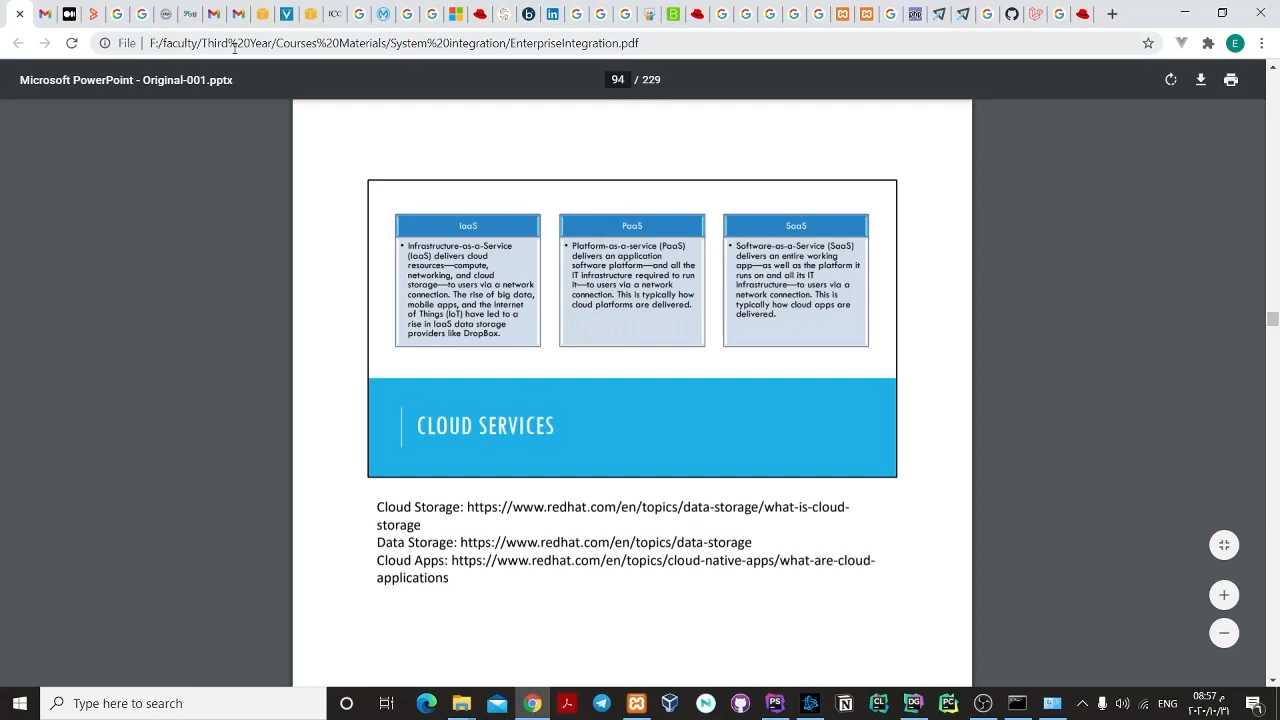 ICC
php
File
F:/faculty/Third%20Year/Courses%20Materials/System%20integration/EnterpriseIntegration.pdf
E
Microsoft PowerPoint - Original-001.pptx
94 / 229
IaaS
• Infrastructure-as-a-Service
(IaaS) delivers cloud
resources—compute,
networking, and cloud
storage—to users via a network
connection. The rise of big data,
mobile apps, and the Internet
of Things (IoT) have led to a
rise in IaaS data storage
providers like DropBox.
PaaS
• Platform-as-a-service (PaaS)
delivers an application
software platform—and all the
IT infrastructure required to run
it—to users via a network
connection. This is typically how
cloud platforms are delivered.
SaaS
• Software-as-a-Service (SaaS)
delivers an entire working
app—as well as the platform it
runs on and all its IT
infrastructure—to users via a
network connection. This is
typically how cloud apps are
delivered.
CLOUD SERVICES
Cloud Storage: https://www.redhat.com/en/topics/data-storage/what-is-cloud-
storage
Data Storage: https://www.redhat.com/en/topics/data-storage
Cloud Apps: https://www.redhat.com/en/topics/cloud-native-apps/what-are-cloud-
applications
Type here to search
PS
CL
DG
PC
ENG
08:57